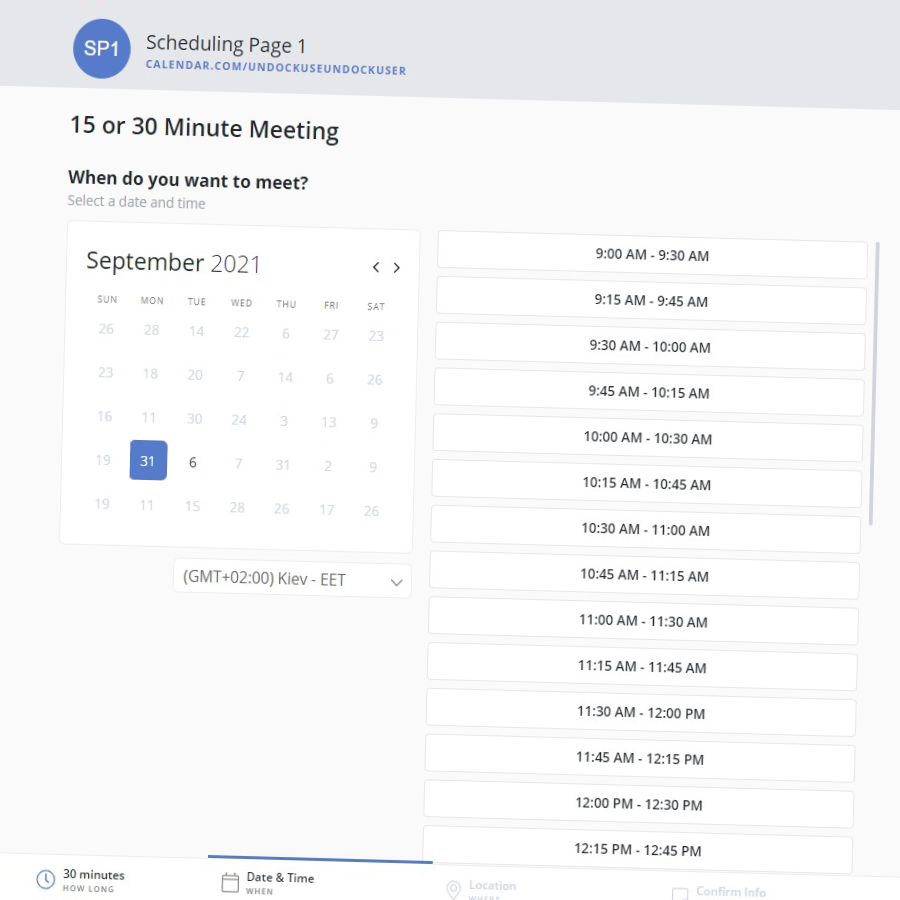 SP1
Scheduling Page 1
CALENDAR.COM/UNDOCKUSEUNDOCKUSER
15 or 30 Minute Meeting
When do you want to meet?
Select a date and time
September 2021
SUN MON TUE WED THU FRI SAT
26 28 14 22 6 27 23
23 18 20 7 14 6 26
16 11 30 24 3 13 9
19 31 6 7 31 2 9
19 11 15 28 26 17 26
(GMT+02:00) Kiev - EET
9:00 AM - 9:30 AM
9:15 AM - 9:45 AM
9:30 AM - 10:00 AM
9:45 AM - 10:15 AM
10:00 AM - 10:30 AM
10:15 AM - 10:45 AM
10:30 AM - 11:00 AM
10:45 AM - 11:15 AM
11:00 AM - 11:30 AM
11:15 AM - 11:45 AM
11:30 AM - 12:00 PM
11:45 AM - 12:15 PM
12:00 PM - 12:30 PM
12:15 PM - 12:45 PM
30 minutes
HOW LONG
Date & Time
WHEN
Location
WHERE
Confirm Info